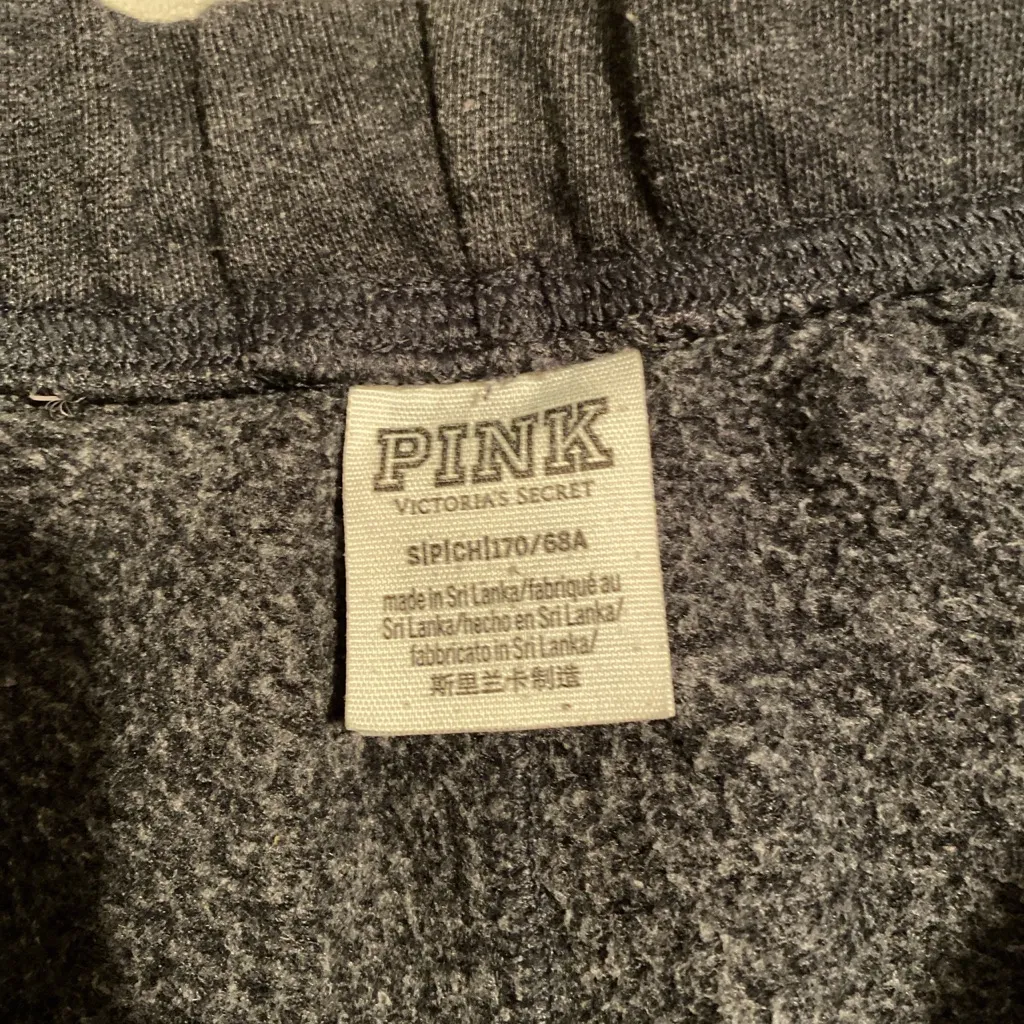 PINK
VICTORIA'S SECRET
S|P|CH|170/68A
made in Sri Lanka/fabriqué au
Sri Lanka/hecho en Sri Lanka/
fabbricato in Sri Lanka/
斯里兰卡制造